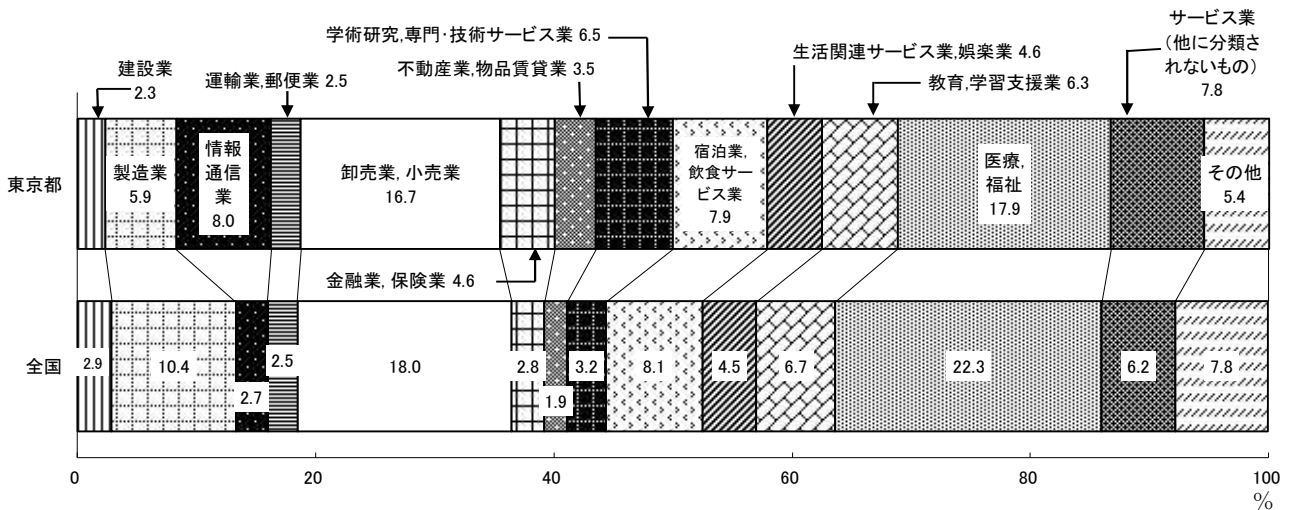 学術研究,専門・技術サービス業 6.5
不動産業,物品賃貸業 3.5
建設業
2.3
運輸業,郵便業 2.5
生活関連サービス業,娯楽業 4.6
教育,学習支援業 6.3
サービス業
(他に分類さ
れないもの)
7.8
東京都
製造業
5.9
情報
通信
業
8.0
卸売業, 小売業
16.7
宿泊業,
飲食サー
ビス業
7.9
医療,
福祉
17.9
その他
5.4
金融業, 保険業 4.6
全国
2.9
10.4
2.7
2.5
18.0
2.8
1.9
3.2
8.1
4.5
6.7
22.3
6.2
7.8
0
20
40
60
80
100
%